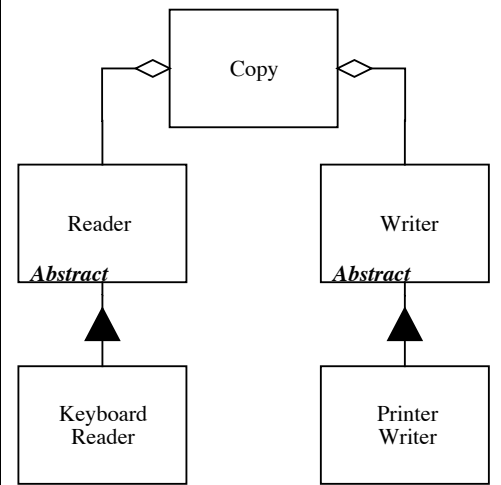 Copy
Reader
Writer
Abstract
Abstract
Keyboard
Reader
Printer
Writer